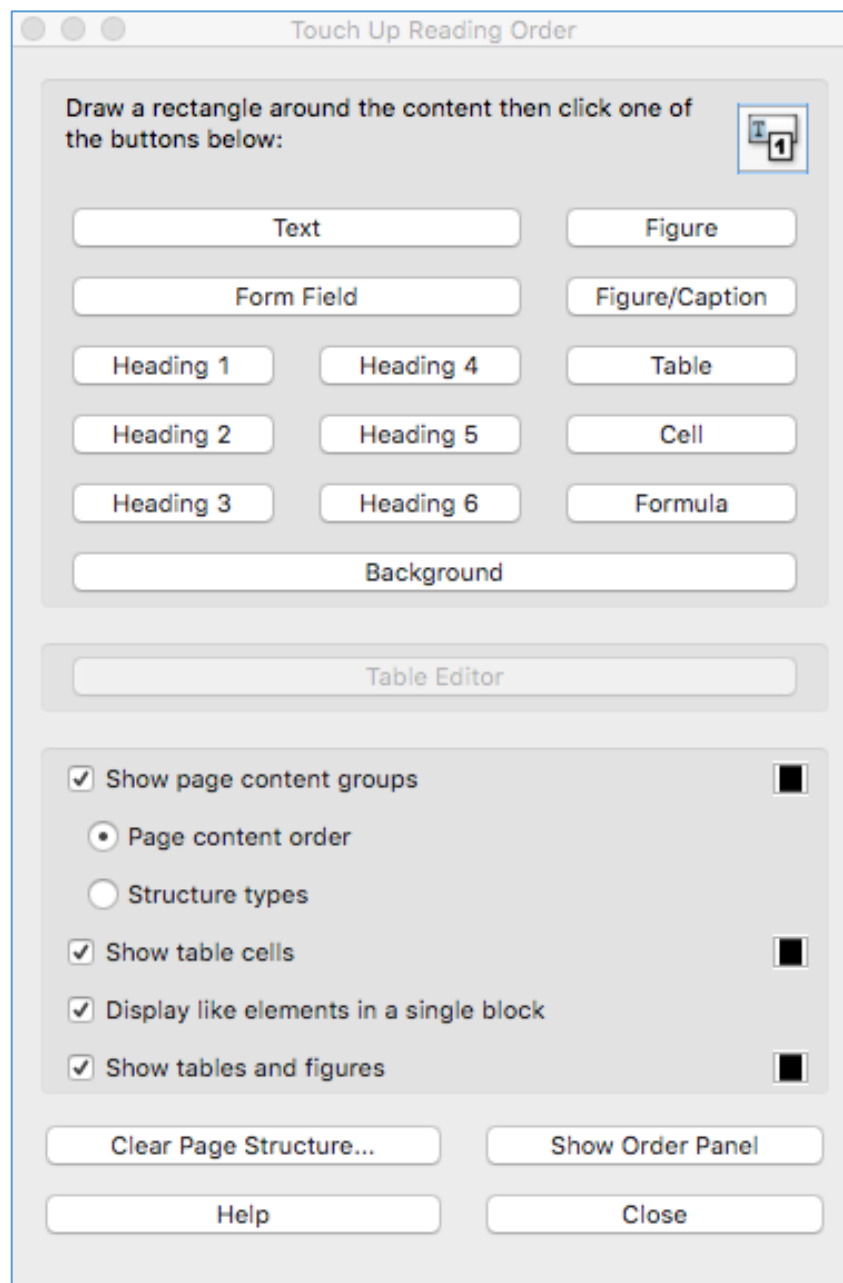 Touch Up Reading Order
Draw a rectangle around the content then click one of
the buttons below:
T
1
Text
Figure
Form Field
Figure/Caption
Heading 1
Heading 4
Table
Heading 2
Heading 5
Cell
Heading 3
Heading 6
Formula
Background
Table Editor
Show page content groups
Page content order
Structure types
Show table cells
Display like elements in a single block
Show tables and figures
Clear Page Structure...
Show Order Panel
Help
Close